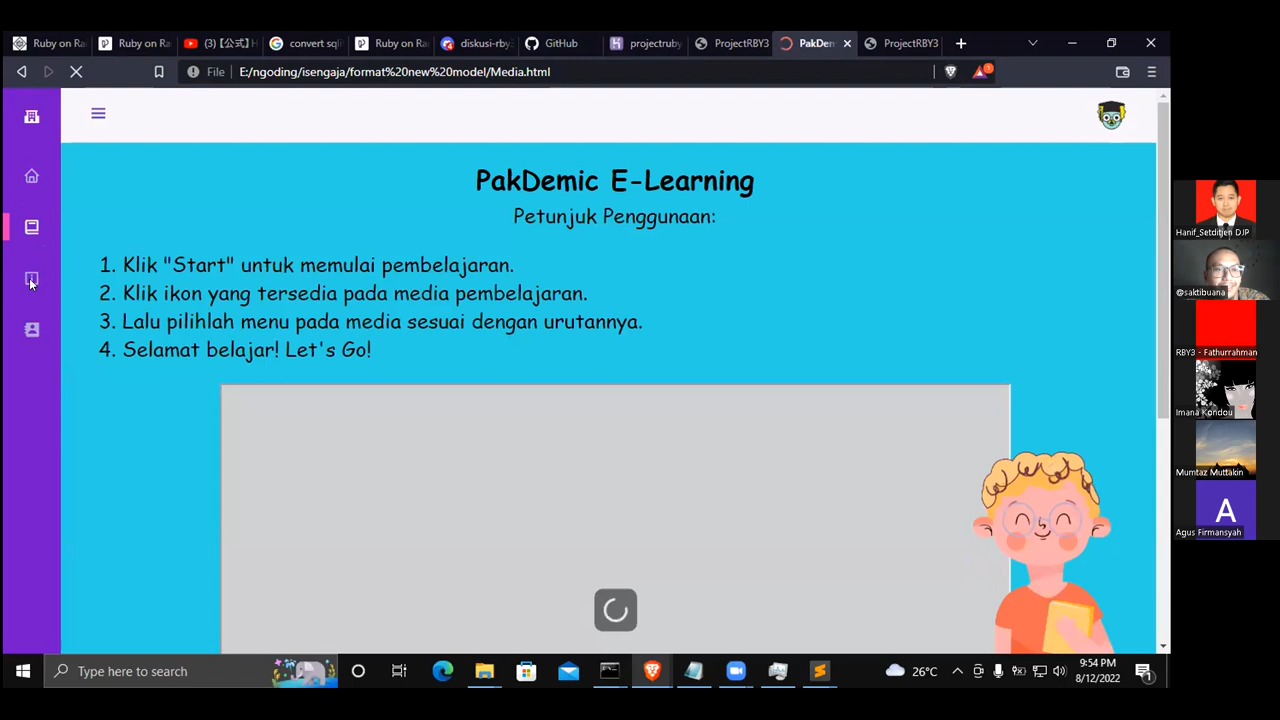 Ruby on Ra
Ruby on Ra
(3)【公式】H
convert sqli
Ruby on Rai
diskusi-rby3
GitHub
projectruby
ProjectRBY3
PakDem
ProjectRBY3
File
E:/ngoding/isengaja/format%20new%20model/Media.html
PakDemic E-Learning
Petunjuk Penggunaan:
1. Klik "Start" untuk memulai pembelajaran.
2. Klik ikon yang tersedia pada media pembelajaran.
3. Lalu pilihlah menu pada media sesuai dengan urutannya.
4. Selamat belajar! Let's Go!
Hanif_Setditjen DJP
@saktibuana
RBY3 - Fathurrahman
Imana Kondou
Mumtaz Muttakin
A
Agus Firmansyah
Type here to search
26°C
9:54 PM
8/12/2022